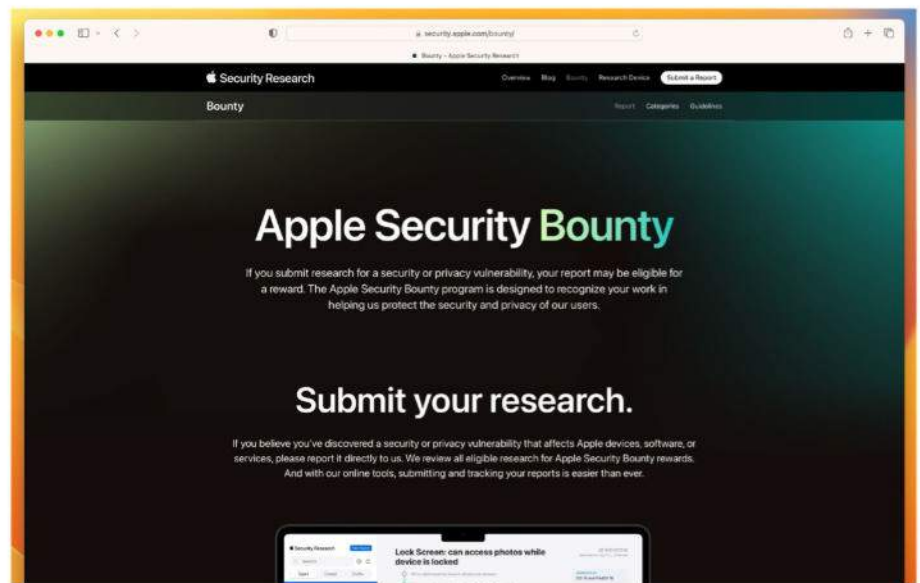 security.apple.com/bounty/
Bounty – Apple Security Research
Security Research
Overview Blog Bounty Research Device Submit a Report
Bounty
Report Categories Guidelines
Apple Security Bounty
If you submit research for a security or privacy vulnerability, your report may be eligible for
a reward. The Apple Security Bounty program is designed to recognize your work in
helping us protect the security and privacy of our users.
Submit your research.
If you believe you've discovered a security or privacy vulnerability that affects Apple devices, software, or
services, please report it directly to us. We review all eligible research for Apple Security Bounty rewards.
And with our online tools, submitting and tracking your reports is easier than ever.
Security Research
Search
Lock Screen: can access photos while
device is locked